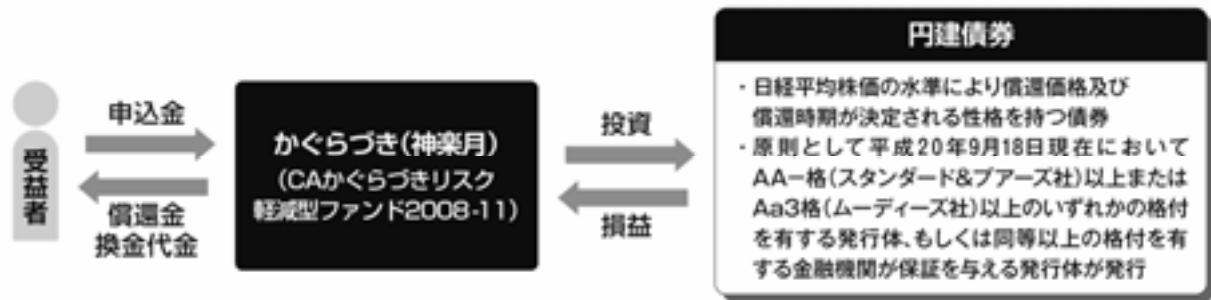 受益者
申込金
償還金
換金代金
かぐらづき(神楽月)
(CAかぐらづきリスク
軽減型ファンド2008-11)
投資
損益
円建債券
・日経平均株価の水準により償還価格及び
償還時期が決定される性格を持つ債券
・原則として平成20年9月18日現在において
AA－格(スタンダード&プアーズ社)以上または
Aa3格(ムーディーズ社)以上のいずれかの格付
を有する発行体、もしくは同等以上の格付を有
する金融機関が保証を与える発行体が発行